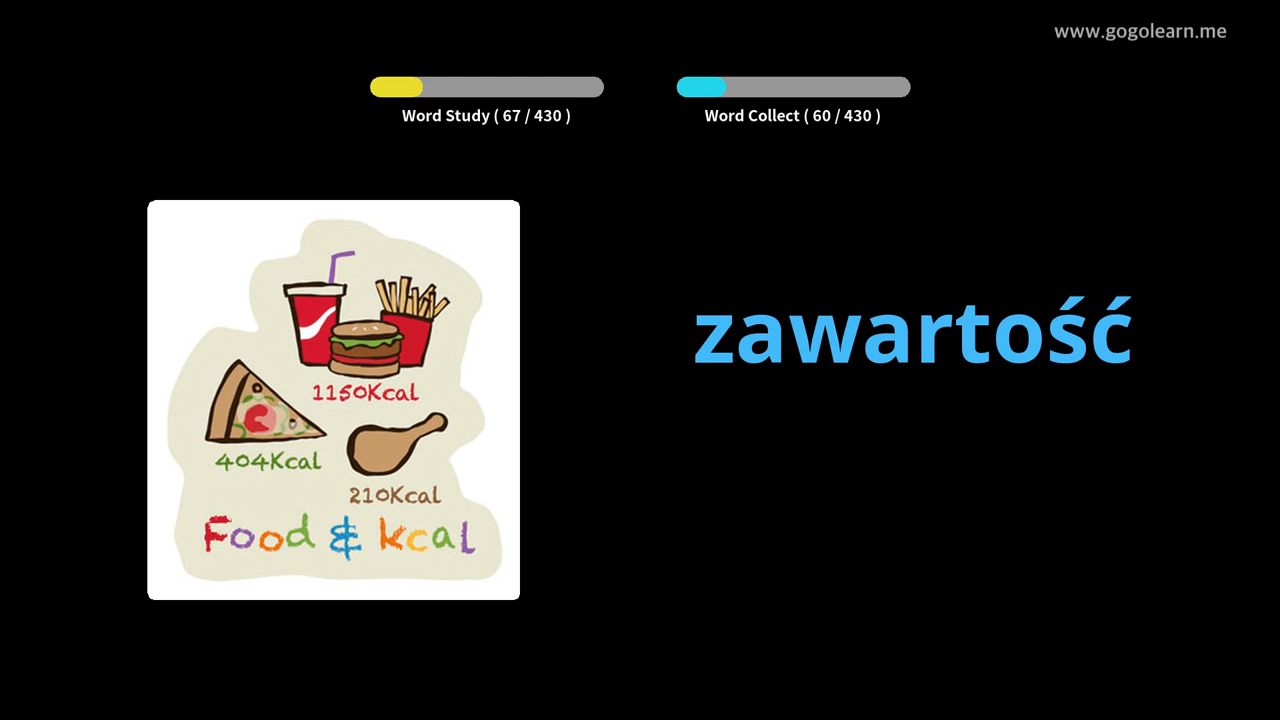 www.gogolearn.me
Word Study ( 67 / 430 )
Word Collect ( 60 / 430 )
zawartość
1150Kcal
404Kcal
210Kcal
Food & kcal